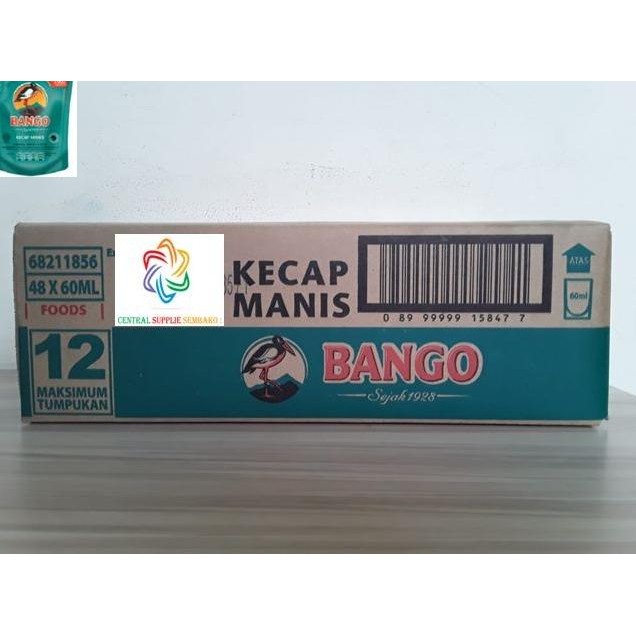 BANGO
KECAP MANIS
68211856
48 X 60ML
FOODS
12
MAKSIMUM
TUMPUKAN
CENTRAL SUPPLIE SEMBAKO :
KECAP
MANIS
0 89 99999 15847 7
ATAS
60ml
BANGO
Sejak 1928